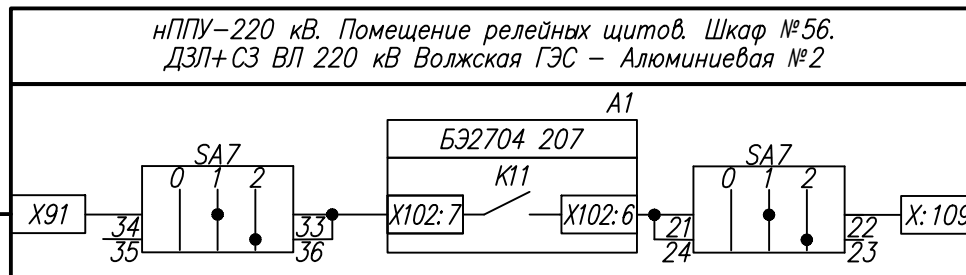 нППУ-220 кВ. Помещение релейных щитов. Шкаф №56.
ДЗЛ+СЗ ВЛ 220 кВ Волжская ГЭС - Алюминиевая №2
A1
БЭ2704 207
SA7
0 1 2
K11
SA7
0 1 2
X91
34
35
33
36
X102:7
X102:6
21
24
22
23
X:109